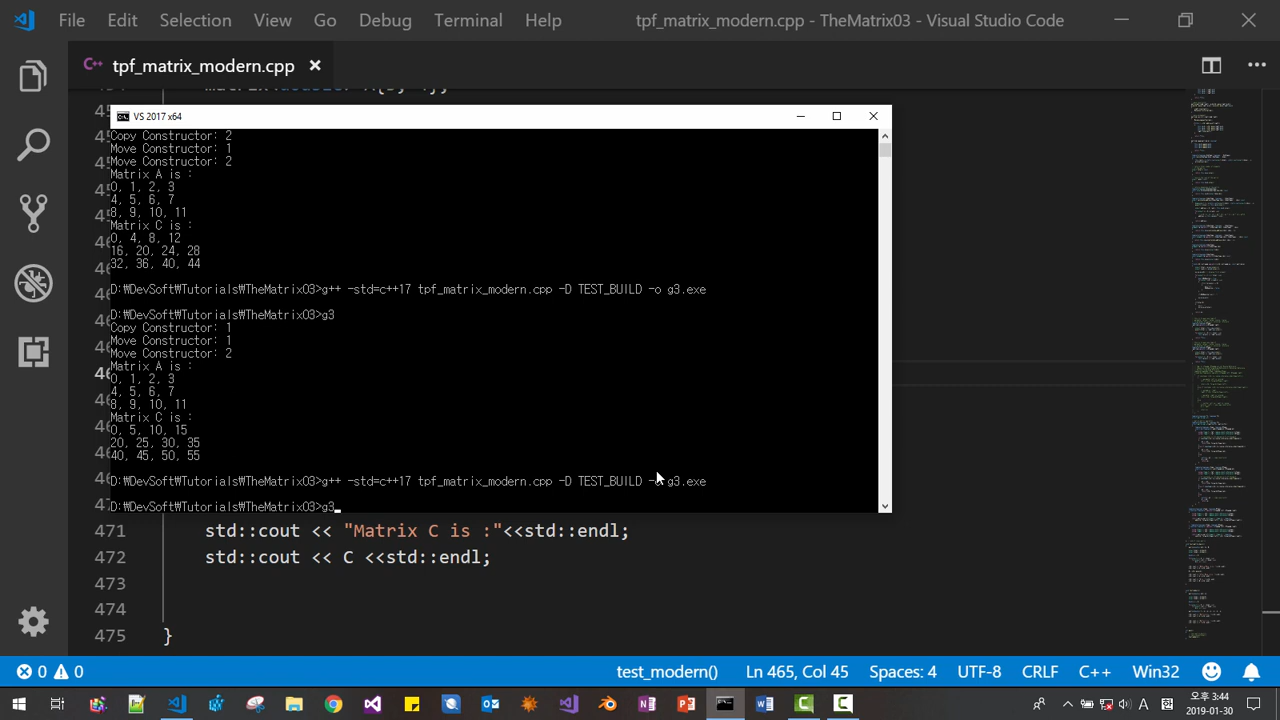 File Edit Selection View Go Debug Terminal Help tpf_matrix_modern.cpp - TheMatrix03 - Visual Studio Code
C++ tpf_matrix_modern.cpp
VS 2017 x64
Copy Constructor: 2
Move Constructor: 1
Move Constructor: 2
Matrix A is :
0, 1, 2, 3
4, 5, 6, 7
8, 9, 10, 11
Matrix C is :
0, 4, 8, 12
16, 20, 24, 28
32, 36, 40, 44
D:₩DevSoft₩Tutorials₩TheMatrix03>g++ -std=c++17 tpf_matrix_modern.cpp -D TEST_BUILD -o g3.exe
D:₩DevSoft₩Tutorials₩TheMatrix03>g3
Copy Constructor: 1
Move Constructor: 1
Move Constructor: 2
Matrix A is :
0, 1, 2, 3
4, 5, 6, 7
8, 9, 10, 11
Matrix C is :
0, 5, 10, 15
20, 25, 30, 35
40, 45, 50, 55
D:₩DevSoft₩Tutorials₩TheMatrix03>g++ -std=c++17 tpf_matrix_modern.cpp -D TEST_BUILD -o g3.exe
D:₩DevSoft₩Tutorials₩TheMatrix03>g3
471 std::cout << "Matrix C is :" << std::endl;
472 std::cout << C <<std::endl;
473
474
475 }
0 0 test_modern() Ln 465, Col 45 Spaces: 4 UTF-8 CRLF C++ Win32
오후 3:44
2019-01-30